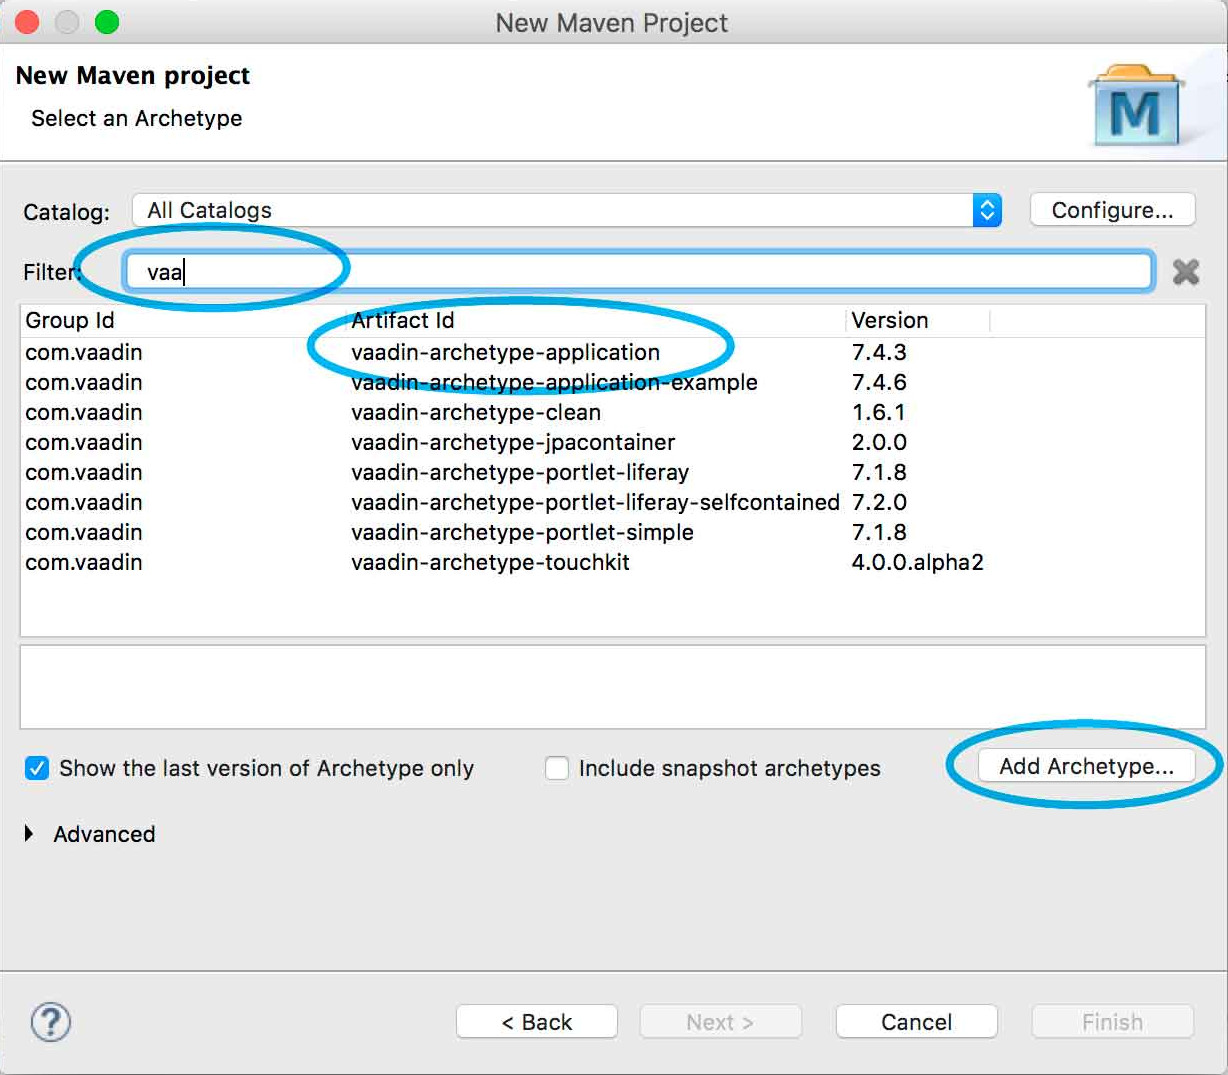 New Maven Project
New Maven project
Select an Archetype
M
Catalog: All Catalogs Configure...
Filter: vaa
Group Id Artifact Id Version
com.vaadin vaadin-archetype-application 7.4.3
com.vaadin vaadin-archetype-application-example 7.4.6
com.vaadin vaadin-archetype-clean 1.6.1
com.vaadin vaadin-archetype-jpacontainer 2.0.0
com.vaadin vaadin-archetype-portlet-liferay 7.1.8
com.vaadin vaadin-archetype-portlet-liferay-selfcontained 7.2.0
com.vaadin vaadin-archetype-portlet-simple 7.1.8
com.vaadin vaadin-archetype-touchkit 4.0.0.alpha2
Show the last version of Archetype only Include snapshot archetypes Add Archetype...
Advanced
? < Back Next > Cancel Finish